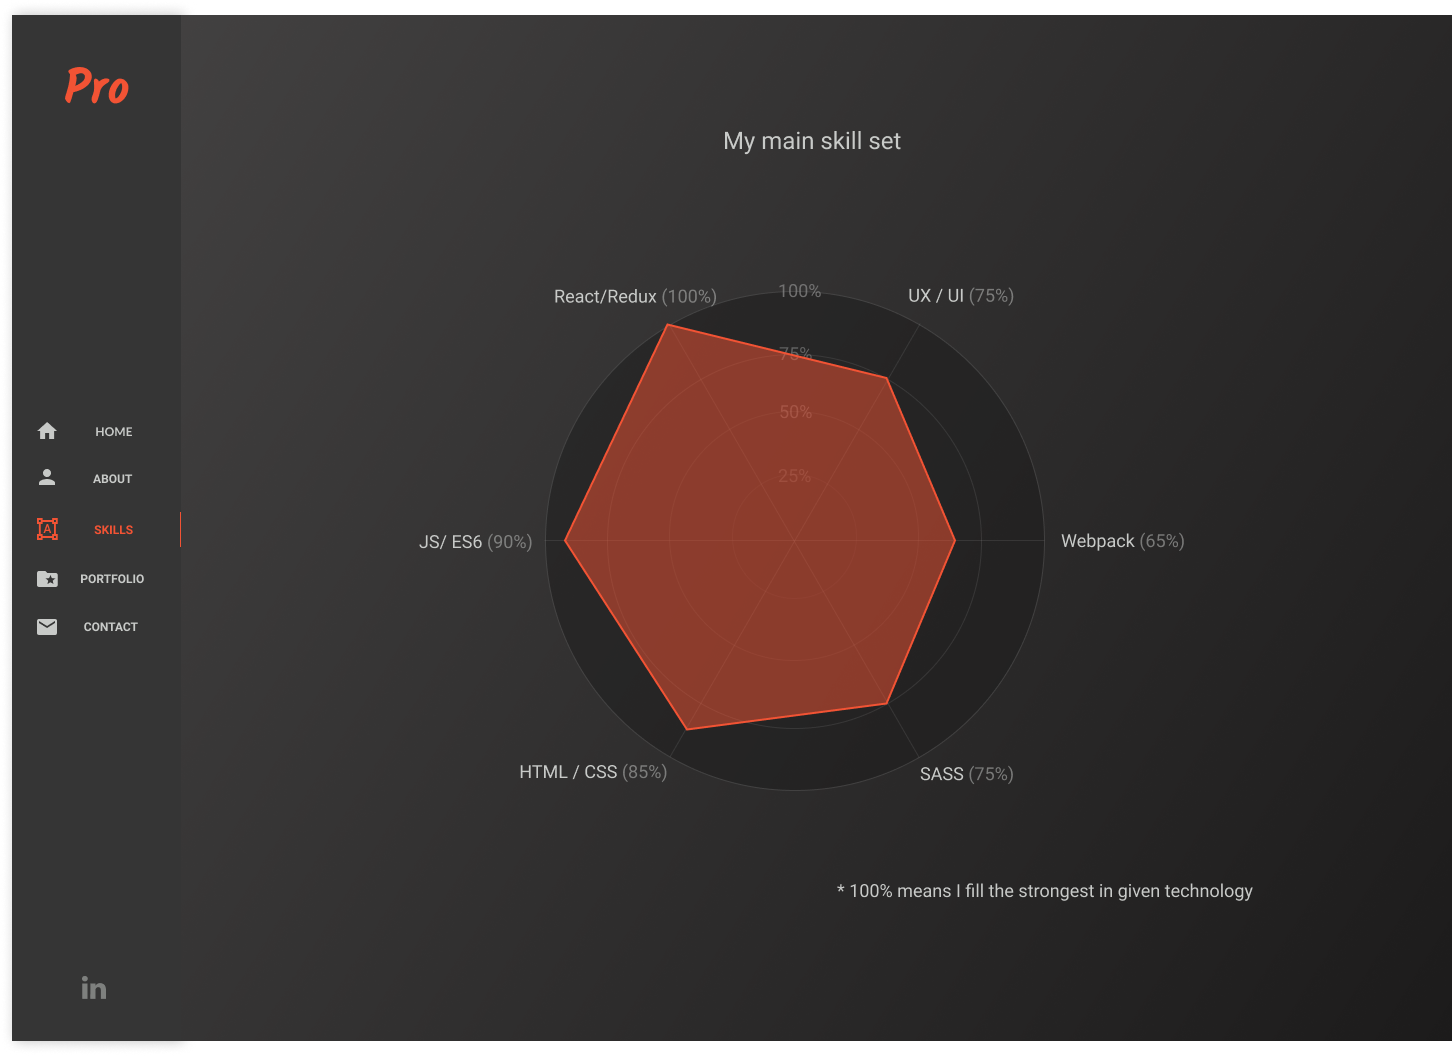 Pro
HOME
ABOUT
A
SKILLS
PORTFOLIO
CONTACT
in
My main skill set
React/Redux (100%)
100%
UX / UI (75%)
75%
50%
25%
JS/ ES6 (90%)
Webpack (65%)
HTML / CSS (85%)
SASS (75%)
* 100% means I fill the strongest in given technology